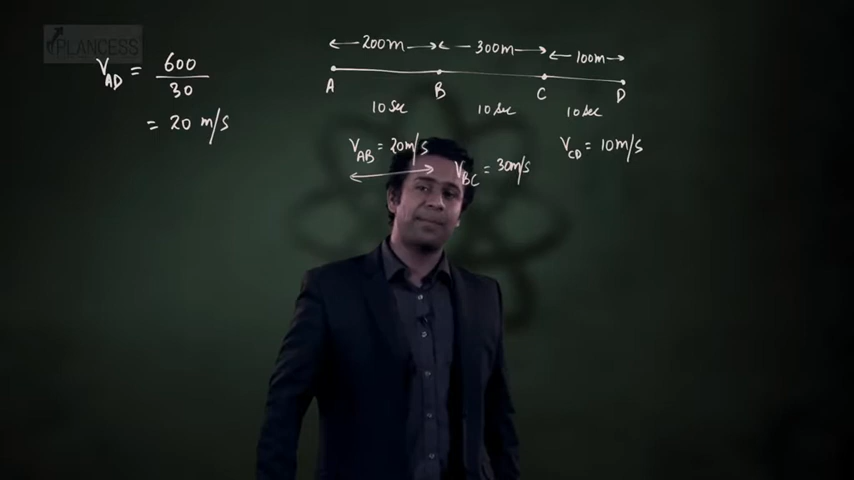 PLANCESS
V_AD = 600/30
= 20 m/s
200m 300m 100m
A B C D
10 Sec 10 Sec 10 Sec
V_AB = 20m/s V_BC = 30m/s V_CD = 10m/s